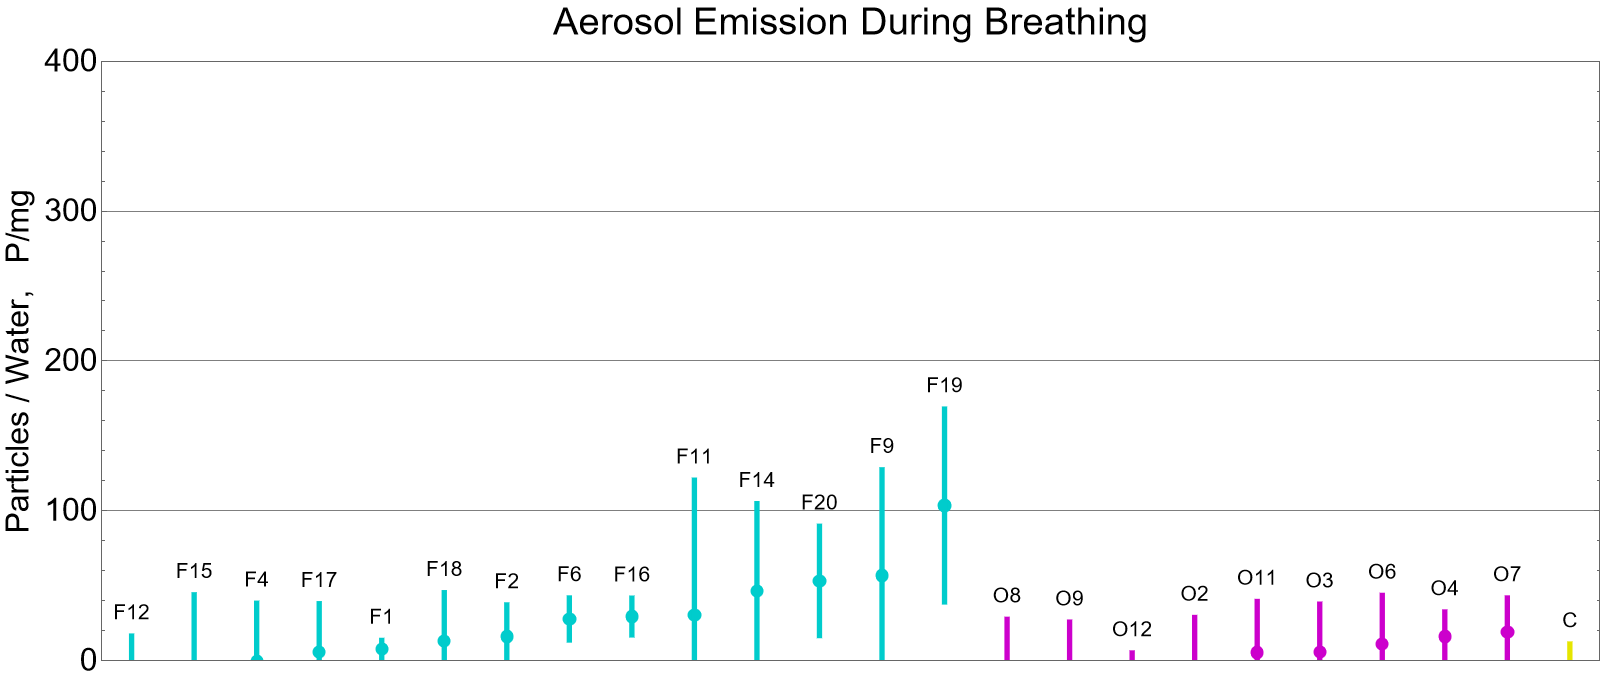 Aerosol Emission During Breathing
Particles / Water, P/mg
400
300
200
100
0
F12
F15
F4
F17
F1
F18
F2
F6
F16
F11
F14
F20
F9
F19
O8
O9
O12
O2
O11
O3
O6
O4
O7
C